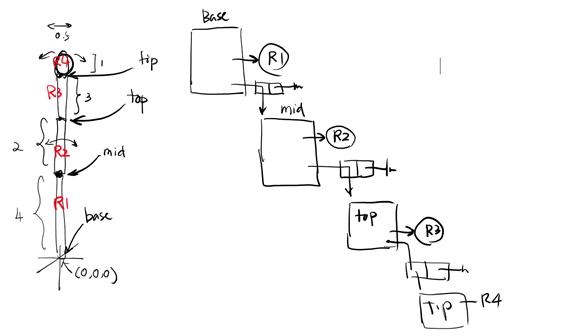 0.5
R4
1
tip
R3
3
top
2
R2
mid
R1
4
base
(0,0,0)
Base
R1
mid
R2
top
R3
tip
R4